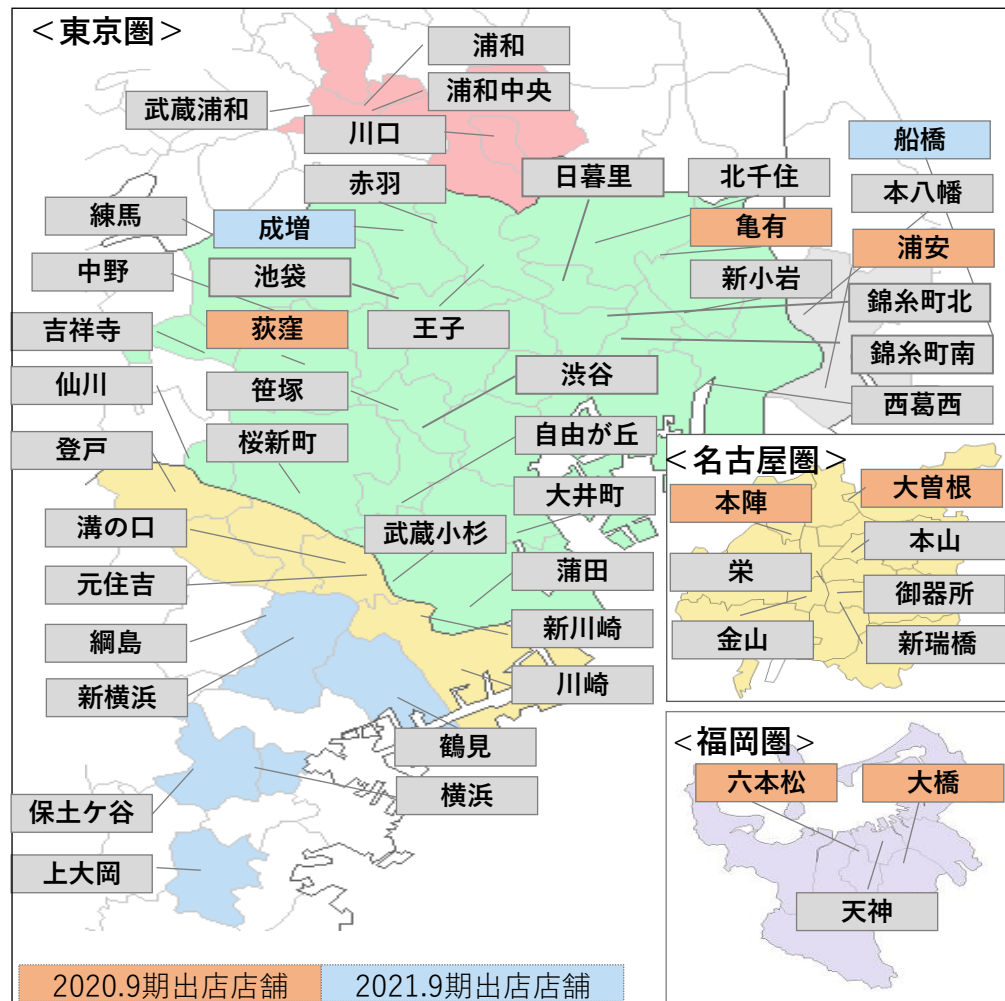 ＜東京圏＞
浦和
浦和中央
武蔵浦和
川口
船橋
赤羽
日暮里
北千住
本八幡
練馬
成増
亀有
浦安
中野
池袋
新小岩
錦糸町北
吉祥寺
荻窪
王子
錦糸町南
仙川
笹塚
渋谷
西葛西
登戸
桜新町
自由が丘
大井町
溝の口
武蔵小杉
元住吉
蒲田
綱島
新川崎
新横浜
川崎
鶴見
保土ケ谷
横浜
上大岡
＜名古屋圏＞
本陣
大曽根
本山
栄
御器所
金山
新瑞橋
＜福岡圏＞
六本松
大橋
天神
2020.9期出店店舗
2021.9期出店店舗